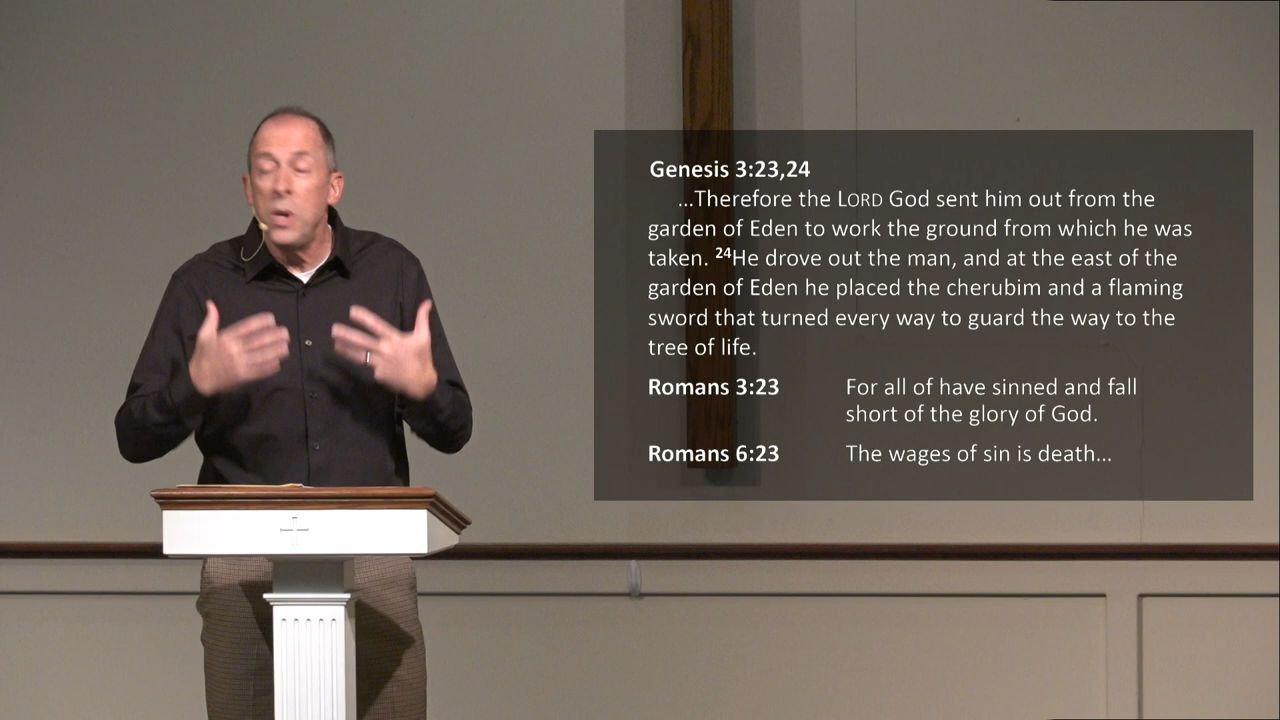 Genesis 3:23,24
...Therefore the LORD God sent him out from the
garden of Eden to work the ground from which he was
taken. ²⁴He drove out the man, and at the east of the
garden of Eden he placed the cherubim and a flaming
sword that turned every way to guard the way to the
tree of life.
Romans 3:23 For all of have sinned and fall
short of the glory of God.
Romans 6:23 The wages of sin is death...